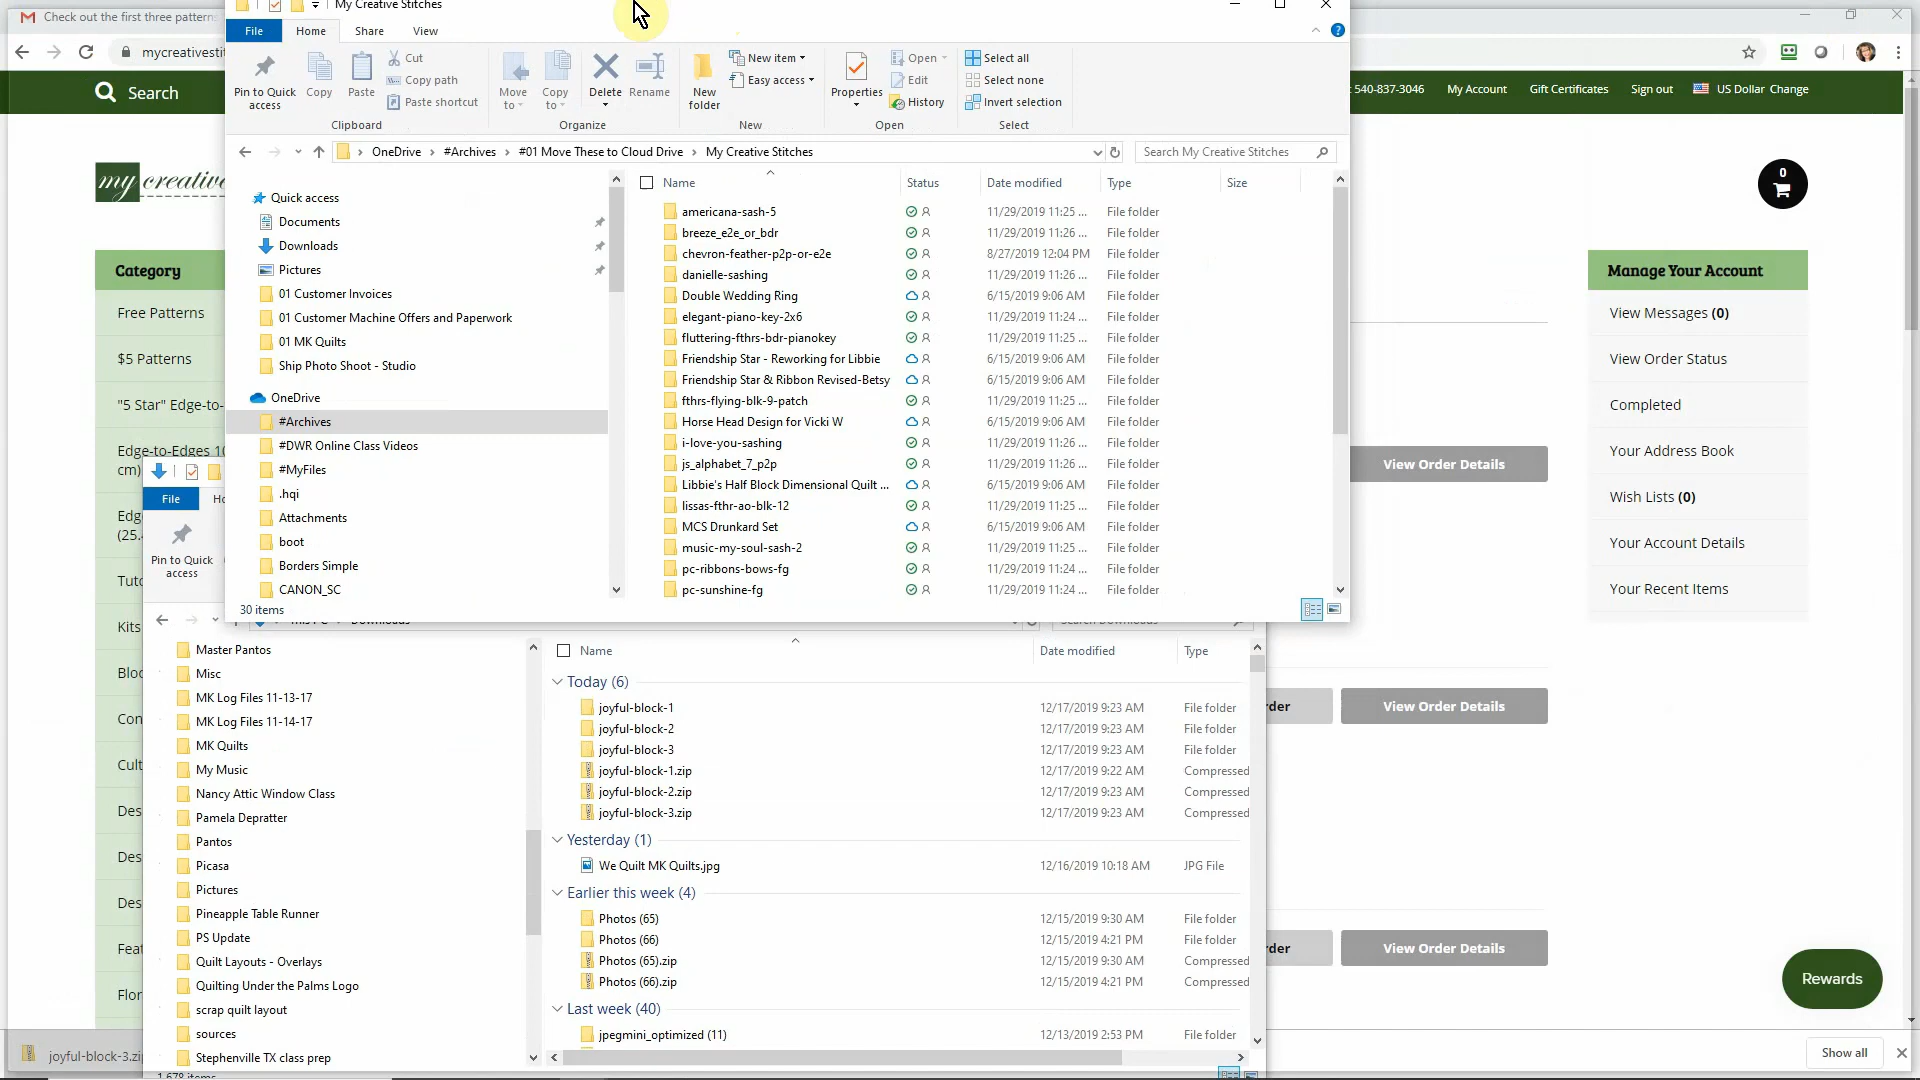 Check out the first three patterns
mycreativestit
My Creative Stitches
File
Home
Share
View
Pin to Quick access
Copy
Paste
Cut
Copy path
Paste shortcut
Clipboard
Move to
Copy to
Delete
Rename
Organize
New folder
New item
Easy access
New
Properties
Open
Edit
History
Open
Select all
Select none
Invert selection
Select
OneDrive > #Archives > #01 Move These to Cloud Drive > My Creative Stitches
Search My Creative Stitches
Quick access
Documents
Downloads
Pictures
01 Customer Invoices
01 Customer Machine Offers and Paperwork
01 MK Quilts
Ship Photo Shoot - Studio
OneDrive
#Archives
#DWR Online Class Videos
#MyFiles
.hqi
Attachments
boot
Borders Simple
CANON_SC
30 items
Name Status Date modified Type Size
americana-sash-5 11/29/2019 11:25 ... File folder
breeze_e2e_or_bdr 11/29/2019 11:26 ... File folder
chevron-feather-p2p-or-e2e 8/27/2019 12:04 PM File folder
danielle-sashing 11/29/2019 11:26 ... File folder
Double Wedding Ring 6/15/2019 9:06 AM File folder
elegant-piano-key-2x6 11/29/2019 11:24 ... File folder
fluttering-fthrs-bdr-pianokey 11/29/2019 11:25 ... File folder
Friendship Star - Reworking for Libbie 6/15/2019 9:06 AM File folder
Friendship Star & Ribbon Revised-Betsy 6/15/2019 9:06 AM File folder
fthrs-flying-blk-9-patch 11/29/2019 11:25 ... File folder
Horse Head Design for Vicki W 6/15/2019 9:06 AM File folder
i-love-you-sashing 11/29/2019 11:26 ... File folder
js_alphabet_7_p2p 11/29/2019 11:26 ... File folder
Libbie's Half Block Dimensional Quilt ... 6/15/2019 9:06 AM File folder
lissas-fthr-ao-blk-12 11/29/2019 11:25 ... File folder
MCS Drunkard Set 6/15/2019 9:06 AM File folder
music-my-soul-sash-2 11/29/2019 11:25 ... File folder
pc-ribbons-bows-fg 11/29/2019 11:24 ... File folder
pc-sunshine-fg 11/29/2019 11:24 ... File folder
Search
540-837-3046
My Account
Gift Certificates
Sign out
US Dollar Change
my creativ
0
Category
Free Patterns
$5 Patterns
"5 Star" Edge-to-
Edge-to-Edges 10
cm)
Edg
(25.
Tut
Kits
Bloc
Con
Cult
Des
Des
Des
Feat
Flor
Manage Your Account
View Messages (0)
View Order Status
Completed
Your Address Book
Wish Lists (0)
Your Account Details
Your Recent Items
View Order Details
der
View Order Details
der
View Order Details
Rewards
File
Ho
Pin to Quick access
Master Pantos
Misc
MK Log Files 11-13-17
MK Log Files 11-14-17
MK Quilts
My Music
Nancy Attic Window Class
Pamela Depratter
Pantos
Picasa
Pictures
Pineapple Table Runner
PS Update
Quilt Layouts - Overlays
Quilting Under the Palms Logo
scrap quilt layout
sources
Stephenville TX class prep
Name Date modified Type
Today (6)
joyful-block-1 12/17/2019 9:23 AM File folder
joyful-block-2 12/17/2019 9:23 AM File folder
joyful-block-3 12/17/2019 9:23 AM File folder
joyful-block-1.zip 12/17/2019 9:22 AM Compressed
joyful-block-2.zip 12/17/2019 9:23 AM Compressed
joyful-block-3.zip 12/17/2019 9:23 AM Compressed
Yesterday (1)
We Quilt MK Quilts.jpg 12/16/2019 10:18 AM JPG File
Earlier this week (4)
Photos (65) 12/15/2019 9:30 AM File folder
Photos (66) 12/15/2019 4:21 PM File folder
Photos (65).zip 12/15/2019 9:30 AM Compressed
Photos (66).zip 12/15/2019 4:21 PM Compressed
Last week (40)
jpegmini_optimized (11) 12/13/2019 2:53 PM File folder
joyful-block-3.zi
Show all